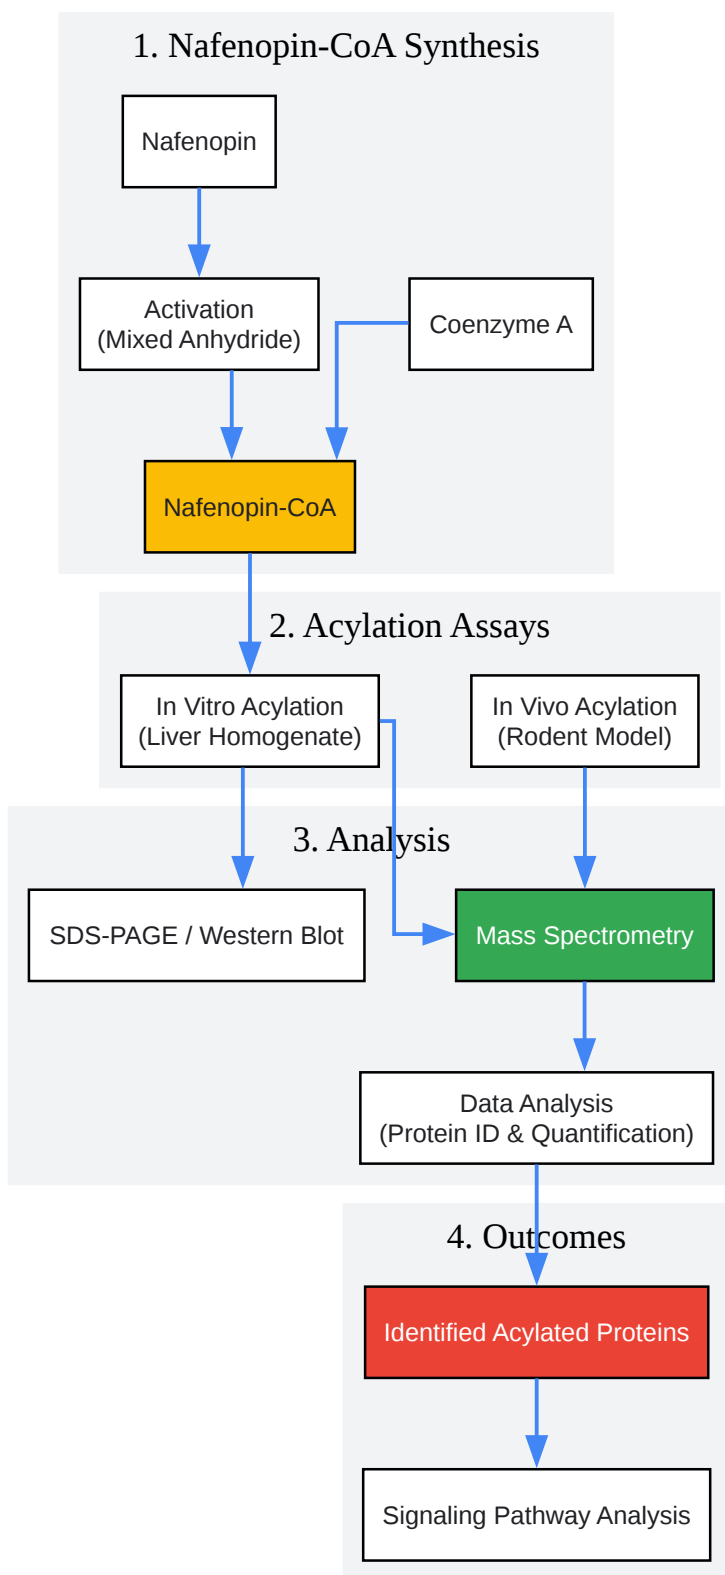 1. Nafenopin-CoA Synthesis
Nafenopin
Activation
(Mixed Anhydride)
Coenzyme A
Nafenopin-CoA
2. Acylation Assays
In Vitro Acylation
(Liver Homogenate)
In Vivo Acylation
(Rodent Model)
3. Analysis
SDS-PAGE / Western Blot
Mass Spectrometry
Data Analysis
(Protein ID & Quantification)
4. Outcomes
Identified Acylated Proteins
Signaling Pathway Analysis